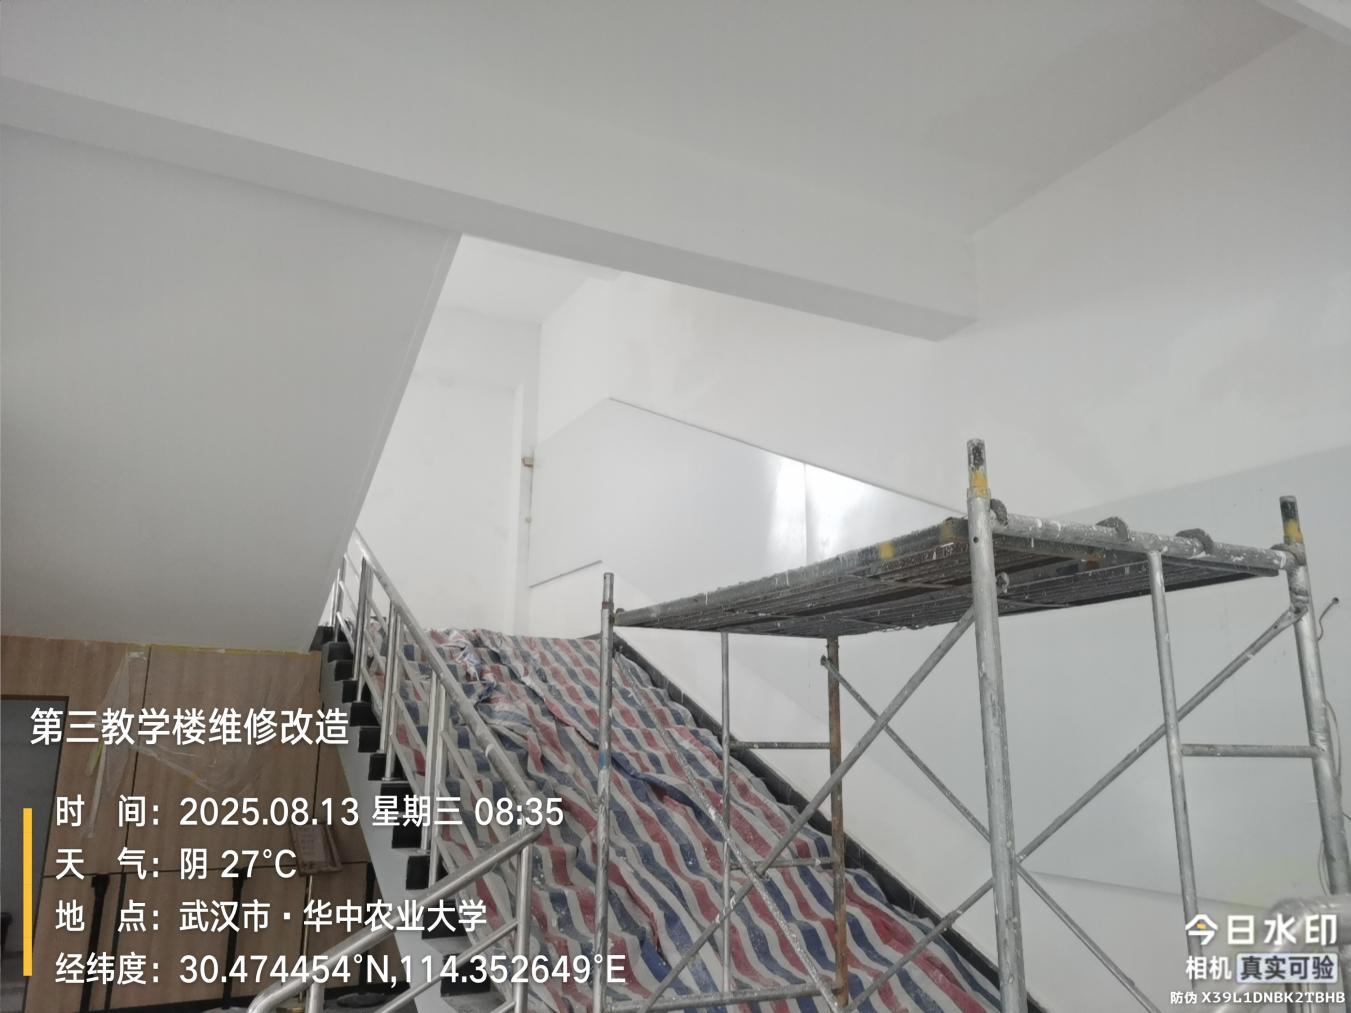 第三教学楼维修改造
时 间：2025.08.13 星期三 08:35
天 气：阴 27°C
地 点：武汉市·华中农业大学
经纬度：30.474454°N,114.352649°E
今日水印
相机 真实可验
防伪 X39L1DNBK2TBHB